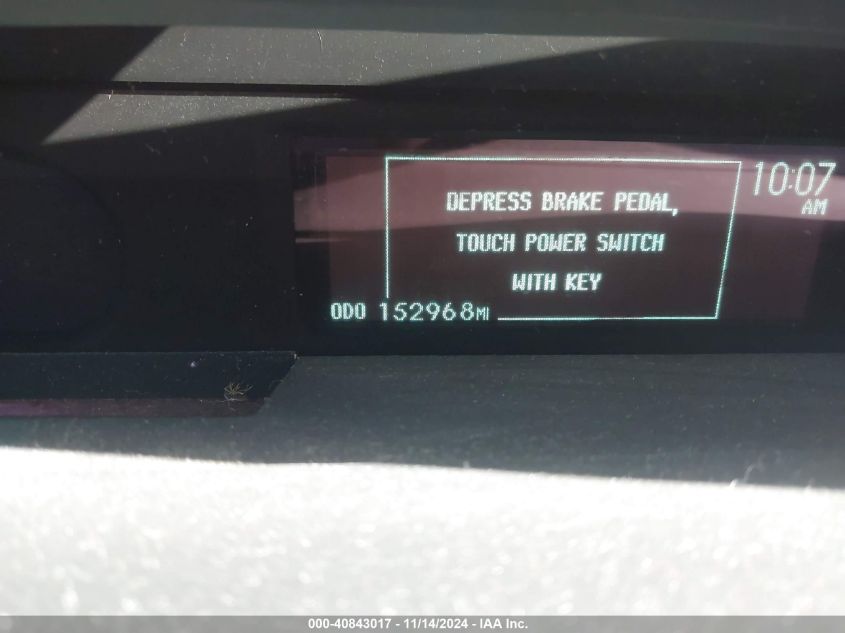 10:07
AM
DEPRESS BRAKE PEDAL,
TOUCH POWER SWITCH
WITH KEY
ODO 152968MI
000-40843017 - 11/14/2024 - IAA Inc.